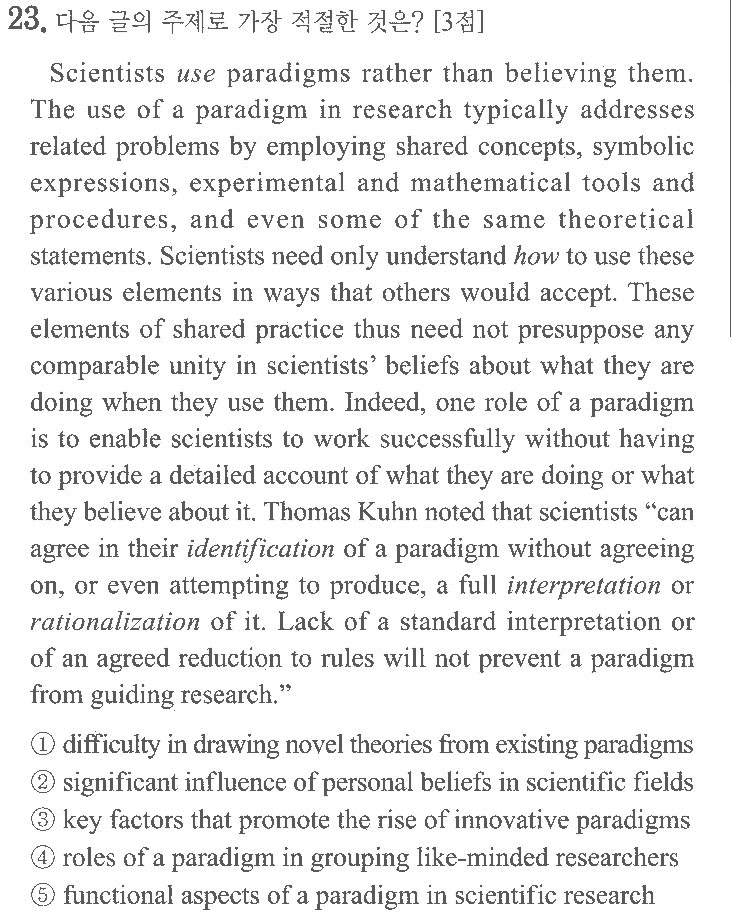 23. 다음 글의 주제로 가장 적절한 것은? [3점]
Scientists use paradigms rather than believing them.
The use of a paradigm in research typically addresses
related problems by employing shared concepts, symbolic
expressions, experimental and mathematical tools and
procedures, and even some of the same theoretical
statements. Scientists need only understand how to use these
various elements in ways that others would accept. These
elements of shared practice thus need not presuppose any
comparable unity in scientists’ beliefs about what they are
doing when they use them. Indeed, one role of a paradigm
is to enable scientists to work successfully without having
to provide a detailed account of what they are doing or what
they believe about it. Thomas Kuhn noted that scientists “can
agree in their identification of a paradigm without agreeing
on, or even attempting to produce, a full interpretation or
rationalization of it. Lack of a standard interpretation or
of an agreed reduction to rules will not prevent a paradigm
from guiding research.”
① difficulty in drawing novel theories from existing paradigms
② significant influence of personal beliefs in scientific fields
③ key factors that promote the rise of innovative paradigms
④ roles of a paradigm in grouping like-minded researchers
⑤ functional aspects of a paradigm in scientific research